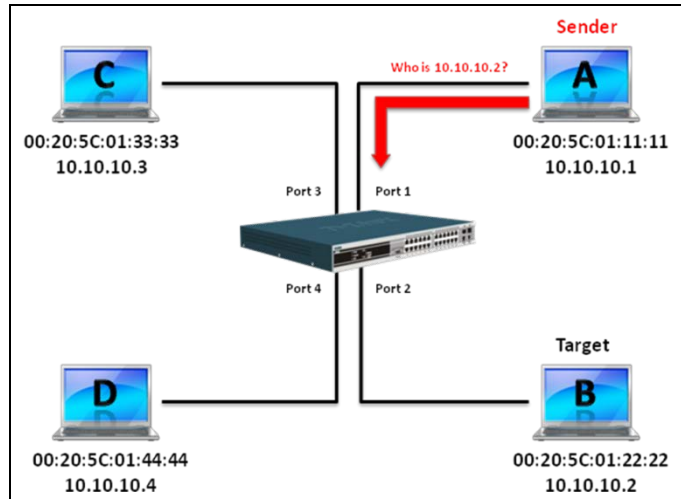 Sender
Who is 10.10.10.2?
C
A
00:20:5C:01:33:33
10.10.10.3
00:20:5C:01:11:11
10.10.10.1
Port 3
Port 1
Port 4
Port 2
Target
D
B
00:20:5C:01:44:44
10.10.10.4
00:20:5C:01:22:22
10.10.10.2